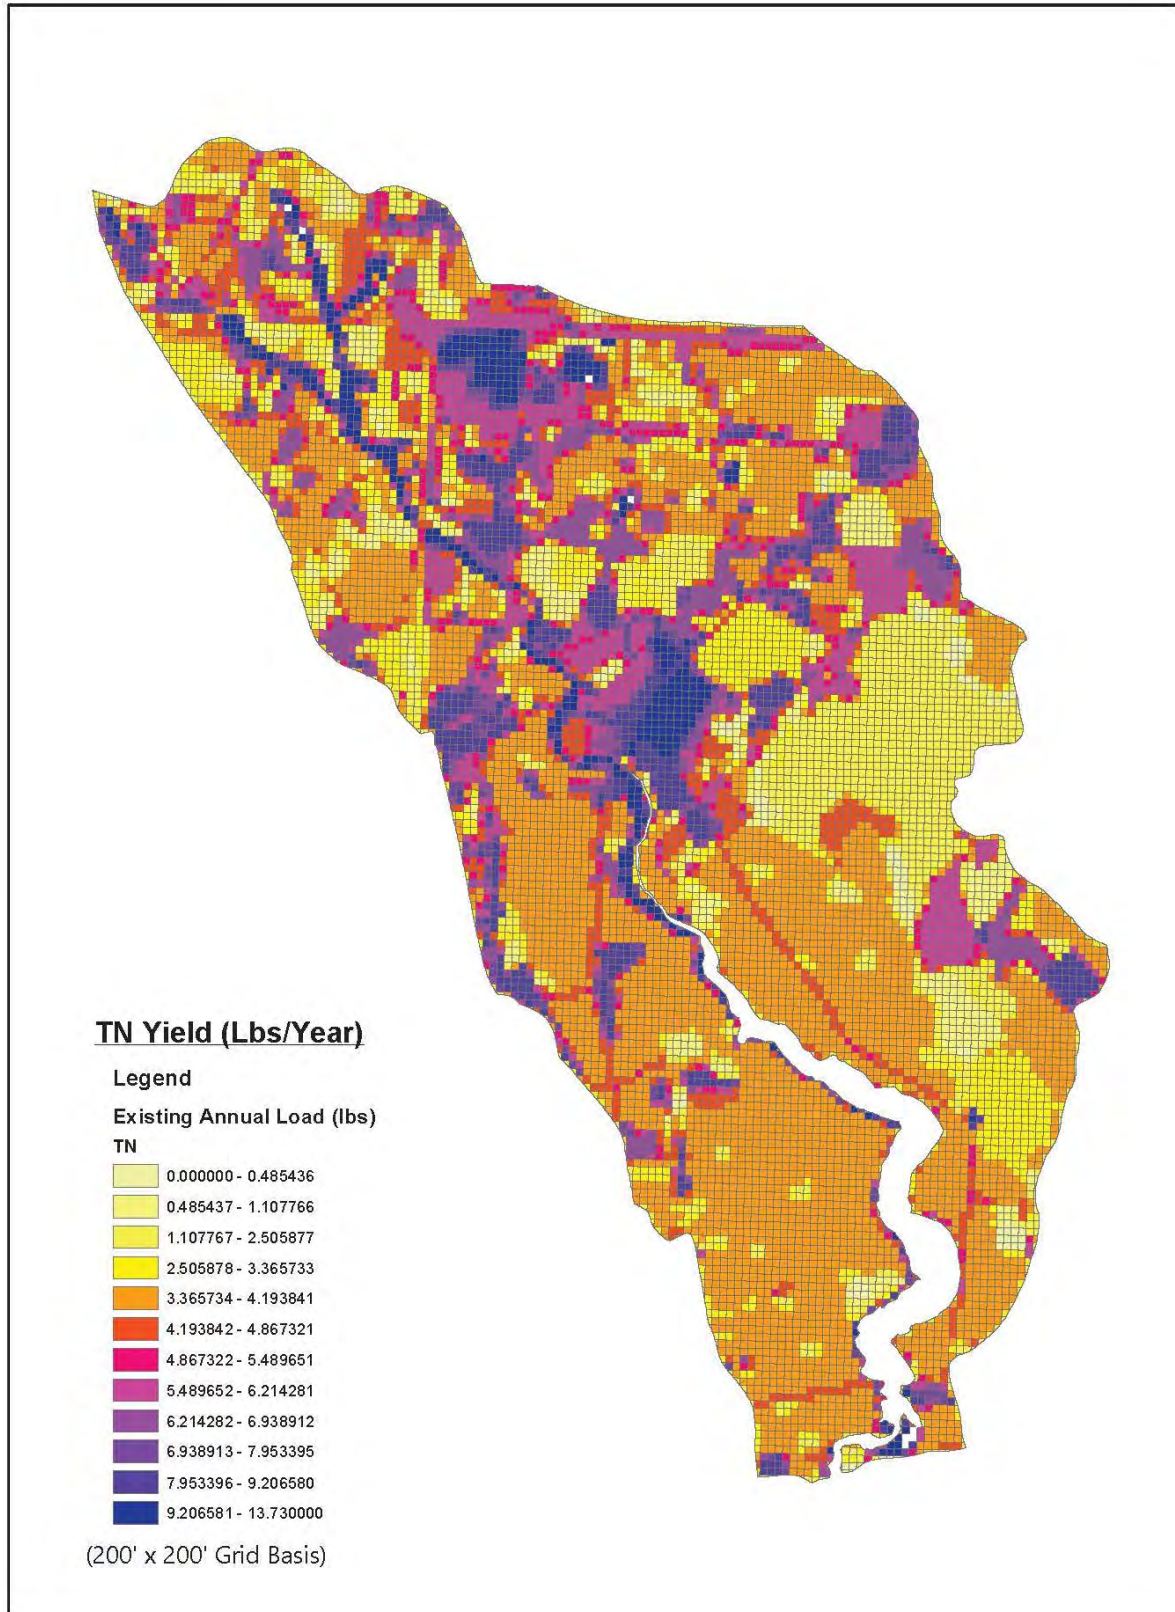 TN Yield (Lbs/Year)
Legend
Existing Annual Load (lbs)
TN
0.000000 - 0.485436
0.485437 - 1.107766
1.107767 - 2.505877
2.505878 - 3.365733
3.365734 - 4.193841
4.193842 - 4.867321
4.867322 - 5.489651
5.489652 - 6.214281
6.214282 - 6.938912
6.938913 - 7.953395
7.953396 - 9.206580
9.206581 - 13.730000
(200' x 200' Grid Basis)